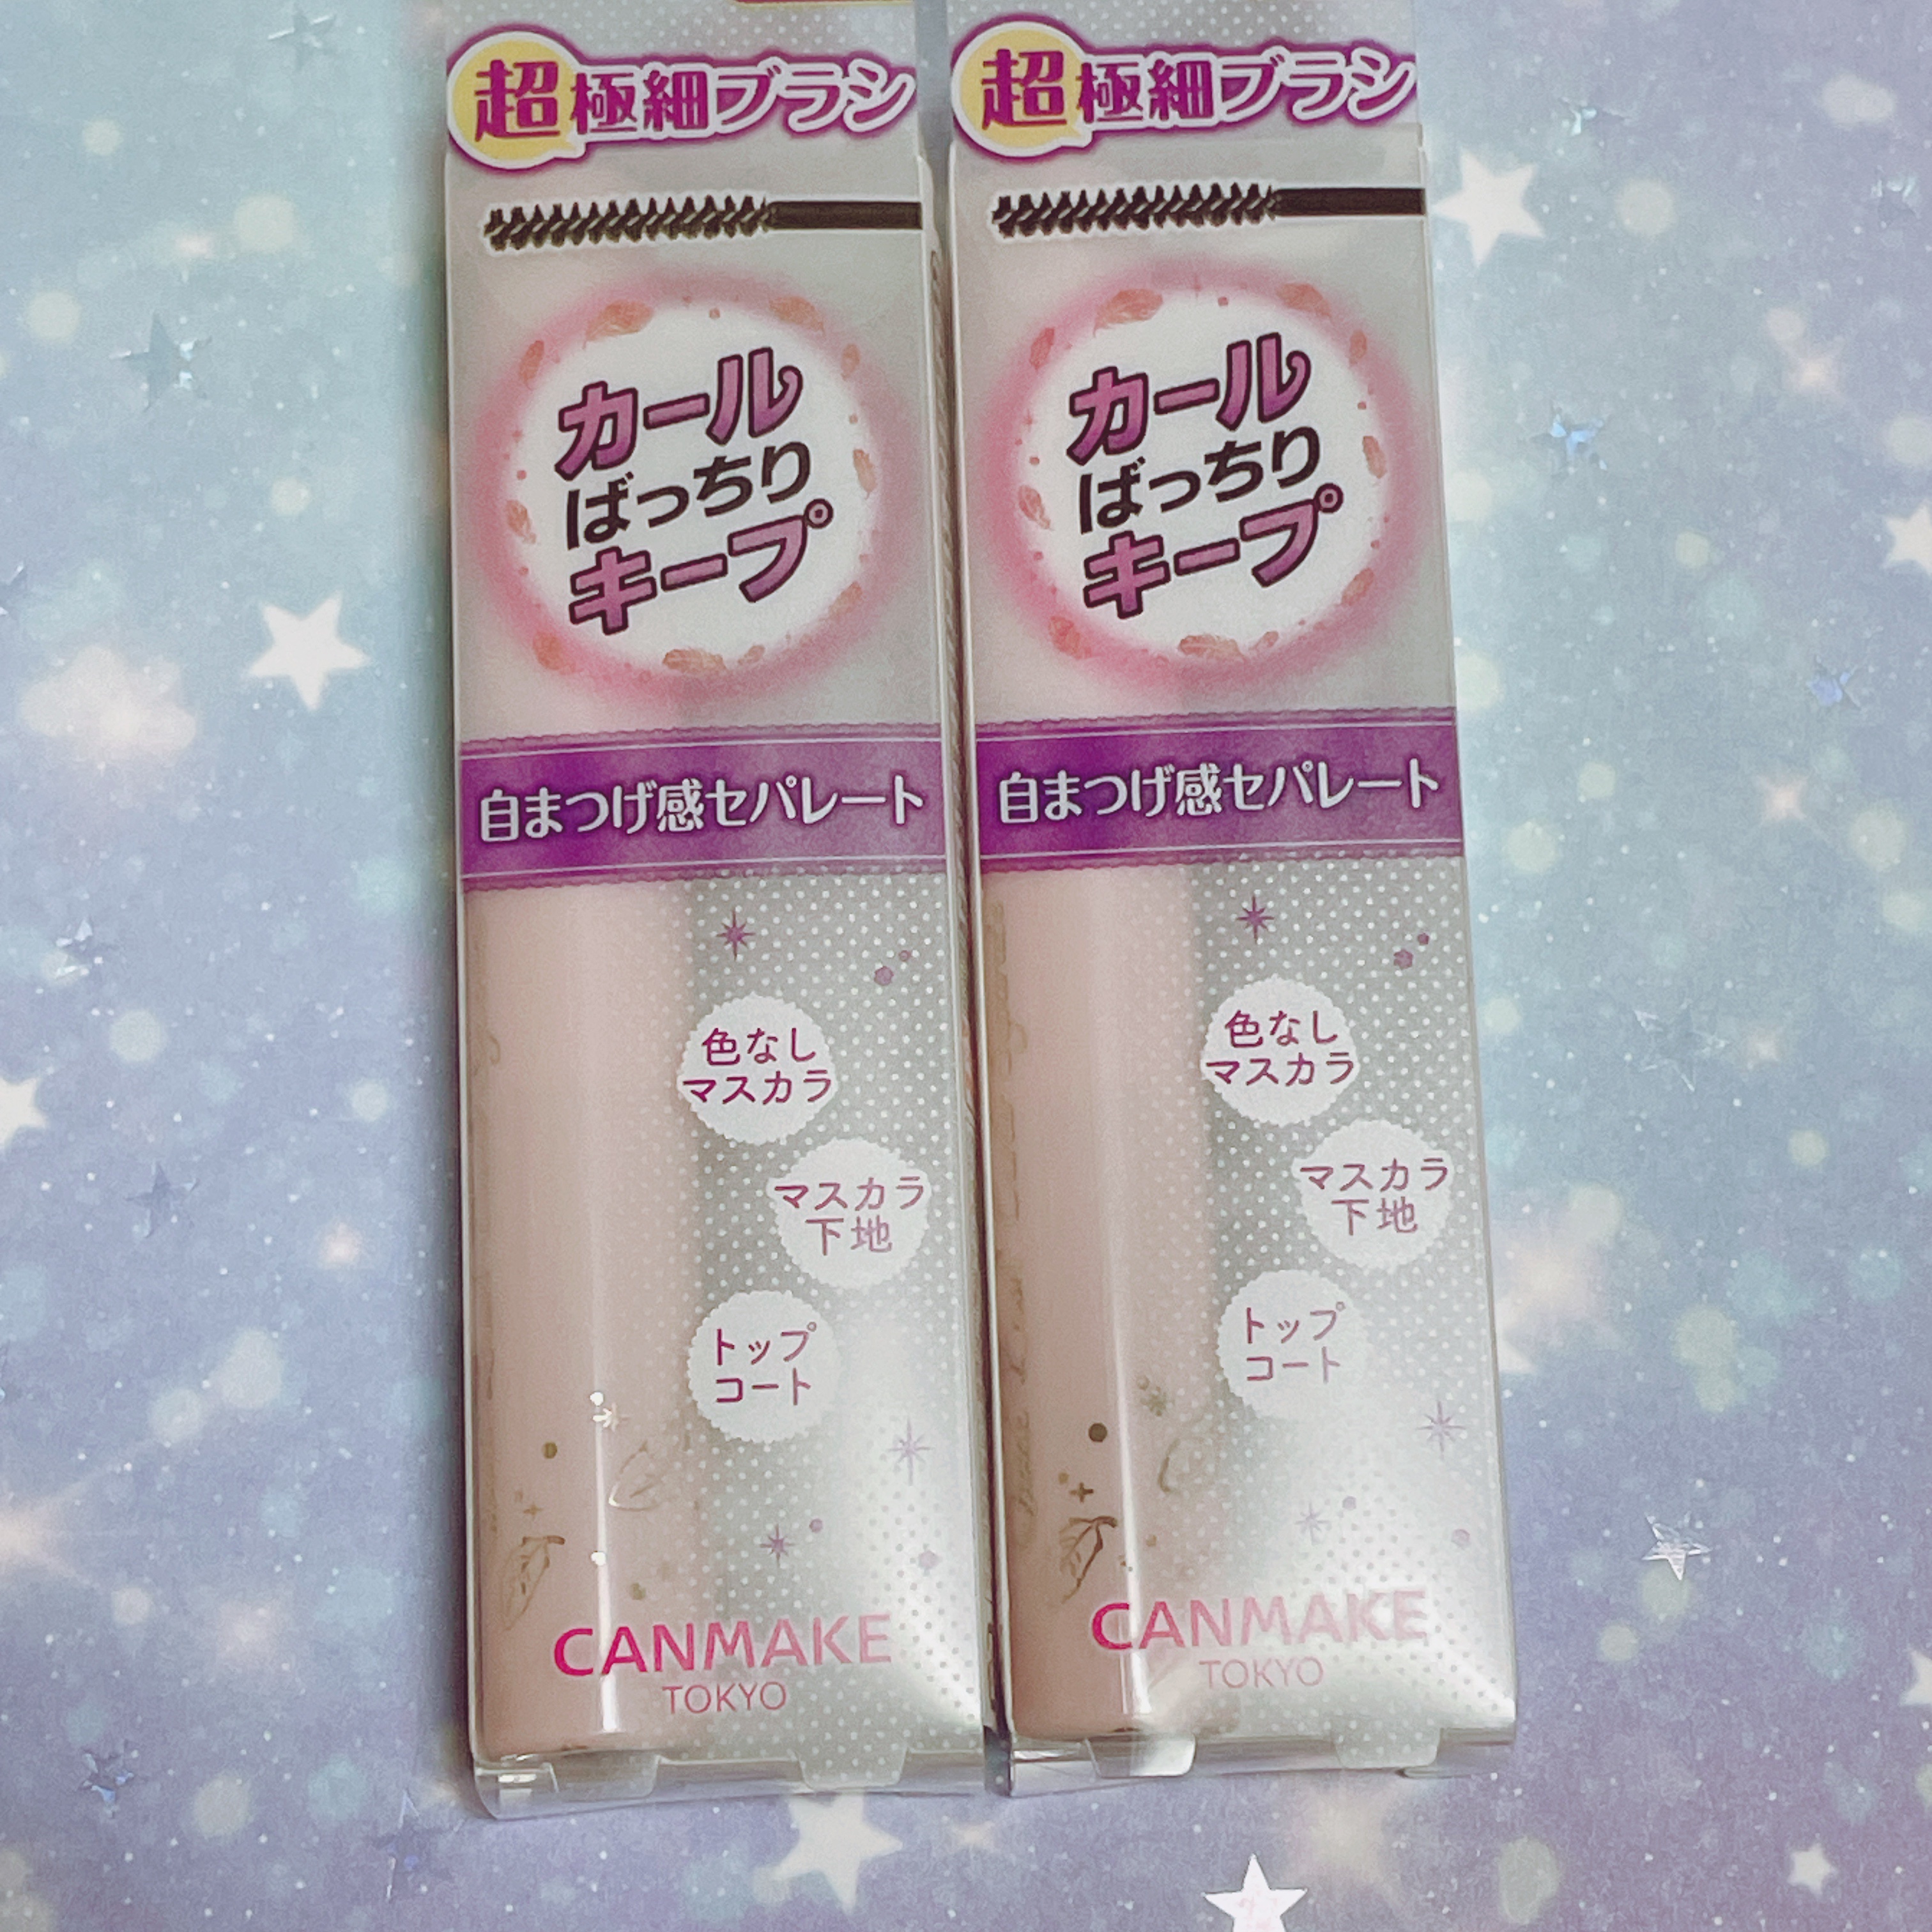 超極細ブラシ
カール
ばっちり
キープ
自まつげ感セパレート
色なし
マスカラ
マスカラ
下地
トップ
コート
CANMAKE
TOKYO
超極細ブラシ
カール
ばっちり
キープ
自まつげ感セパレート
色なし
マスカラ
マスカラ
下地
トップ
コート
CANMAKE
TOKYO